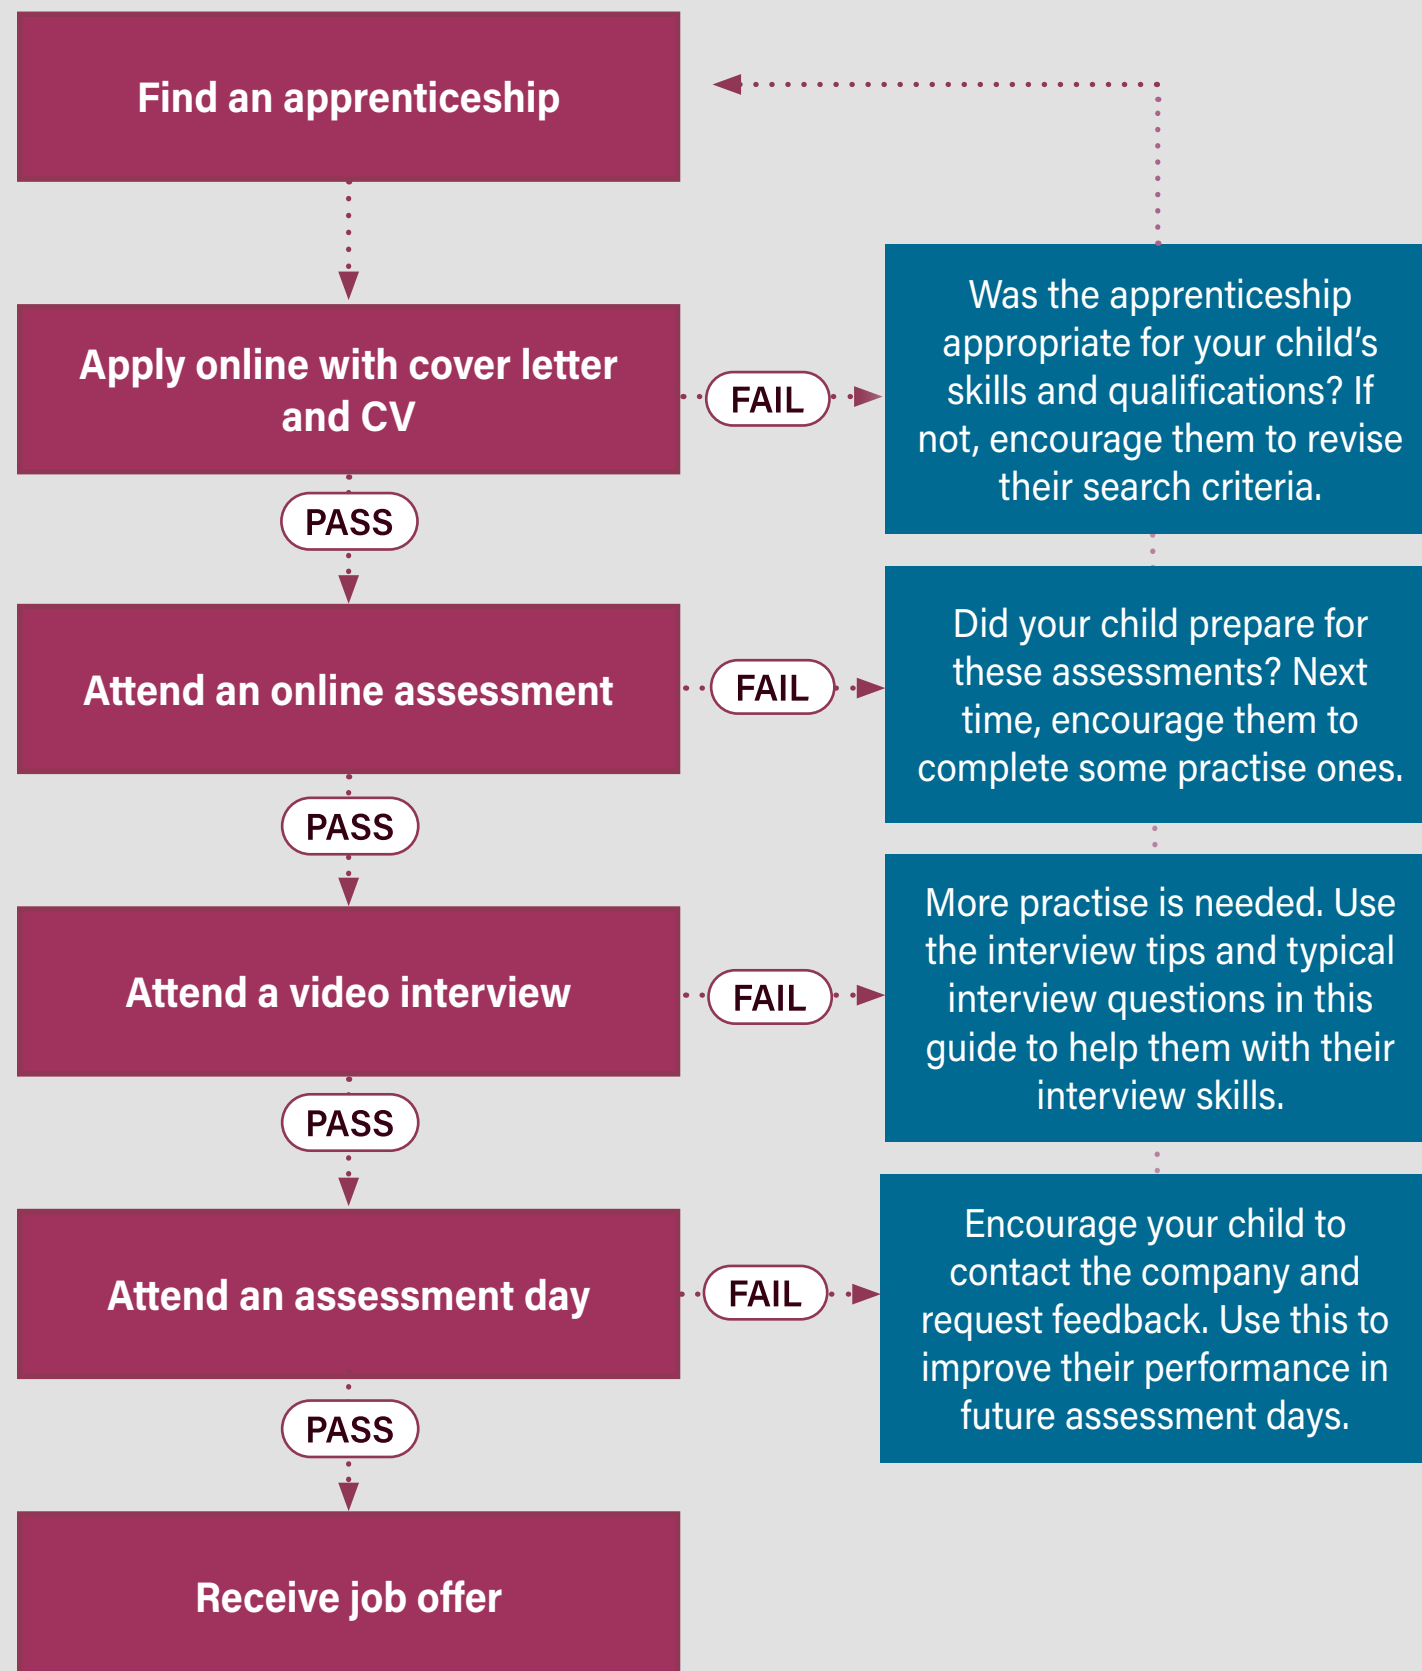 Find an apprenticeship
Apply online with cover letter
and CV
FAIL
Was the apprenticeship
appropriate for your child’s
skills and qualifications? If
not, encourage them to revise
their search criteria.
PASS
Attend an online assessment
FAIL
Did your child prepare for
these assessments? Next
time, encourage them to
complete some practise ones.
PASS
Attend a video interview
FAIL
More practise is needed. Use
the interview tips and typical
interview questions in this
guide to help them with their
interview skills.
PASS
Attend an assessment day
FAIL
Encourage your child to
contact the company and
request feedback. Use this to
improve their performance in
future assessment days.
PASS
Receive job offer